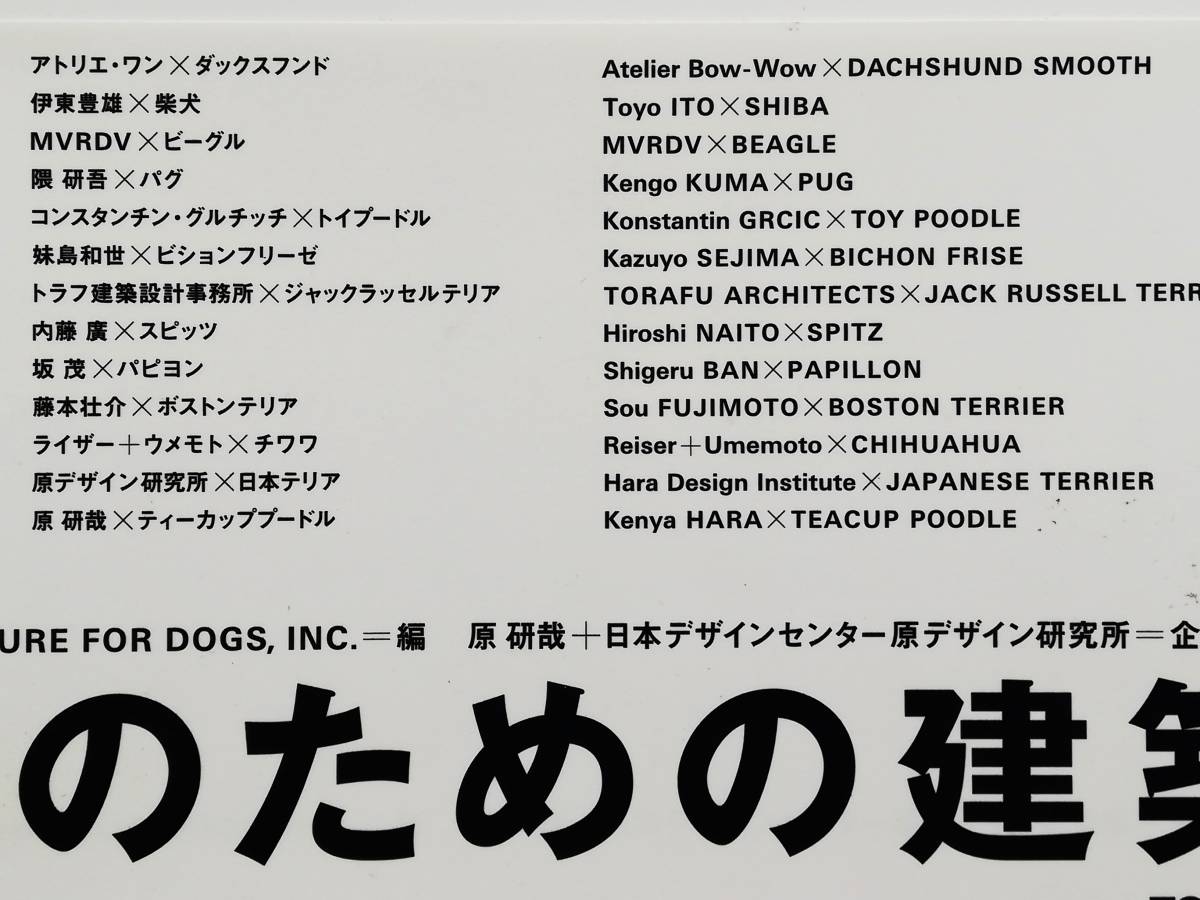 アトリエ・ワン×ダックスフンド
伊東豊雄×柴犬
MVRDV×ビーグル
隈 研吾×パグ
コンスタンチン・グルチッチ×トイプードル
妹島和世×ビションフリーゼ
トラフ建築設計事務所×ジャックラッセルテリア
内藤 廣×スピッツ
坂 茂×パピヨン
藤本壮介×ボストンテリア
ライザー+ウメモト×チワワ
原デザイン研究所×日本テリア
原 研哉×ティーカッププードル
Atelier Bow-Wow×DACHSHUND SMOOTH
Toyo ITO×SHIBA
MVRDV×BEAGLE
Kengo KUMA×PUG
Konstantin GRCIC×TOY POODLE
Kazuyo SEJIMA×BICHON FRISE
TORAFU ARCHITECTS×JACK RUSSELL TERR
Hiroshi NAITO×SPITZ
Shigeru BAN×PAPILLON
Sou FUJIMOTO×BOSTON TERRIER
Reiser+Umemoto×CHIHUAHUA
Hara Design Institute×JAPANESE TERRIER
Kenya HARA×TEACUP POODLE
URE FOR DOGS, INC.=編 原 研哉+日本デザインセンター原デザイン研究所=企
のための建築